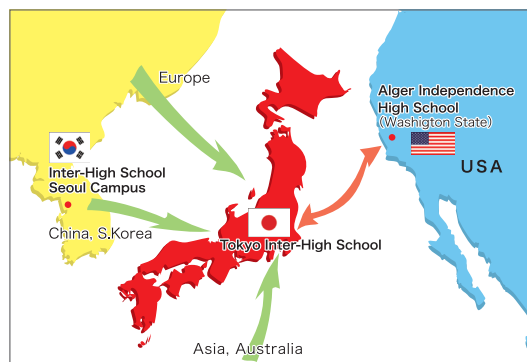 Europe
Alger Independence
High School
(Washigton State)
USA
Inter-High School
Seoul Campus
China, S.Korea
Tokyo Inter-High School
Asia, Australia